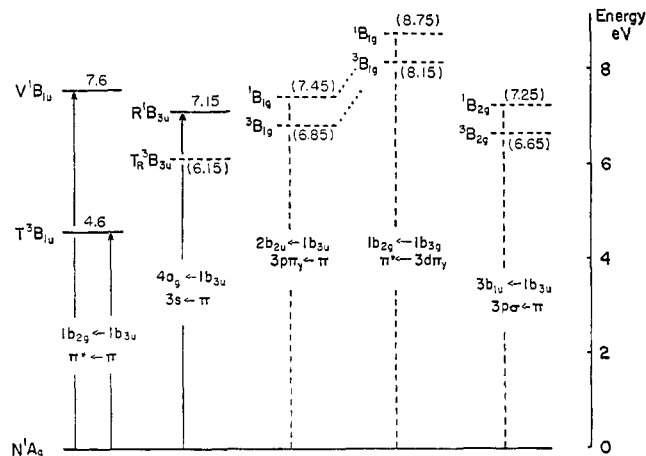 Energy
eV
8
6
4
2
0
V¹B₁ᵤ 7.6
T³B₁ᵤ 4.6
1b₂g ← 1b₃ᵤ
π* ← π
N¹Ag
R¹B₃ᵤ 7.15
T_R³B₃ᵤ (6.15)
4ag ← 1b₃ᵤ
3s ← π
¹B₁g (7.45)
³B₁g (6.85)
2b₂ᵤ ← 1b₃ᵤ
3pπy ← π
¹B₁g (8.75)
³B₁g (8.15)
1b₂g ← 1b₃g
π* ← 3dπy
¹B₂g (7.25)
³B₂g (6.65)
3b₁ᵤ ← 1b₃ᵤ
3pσ ← π